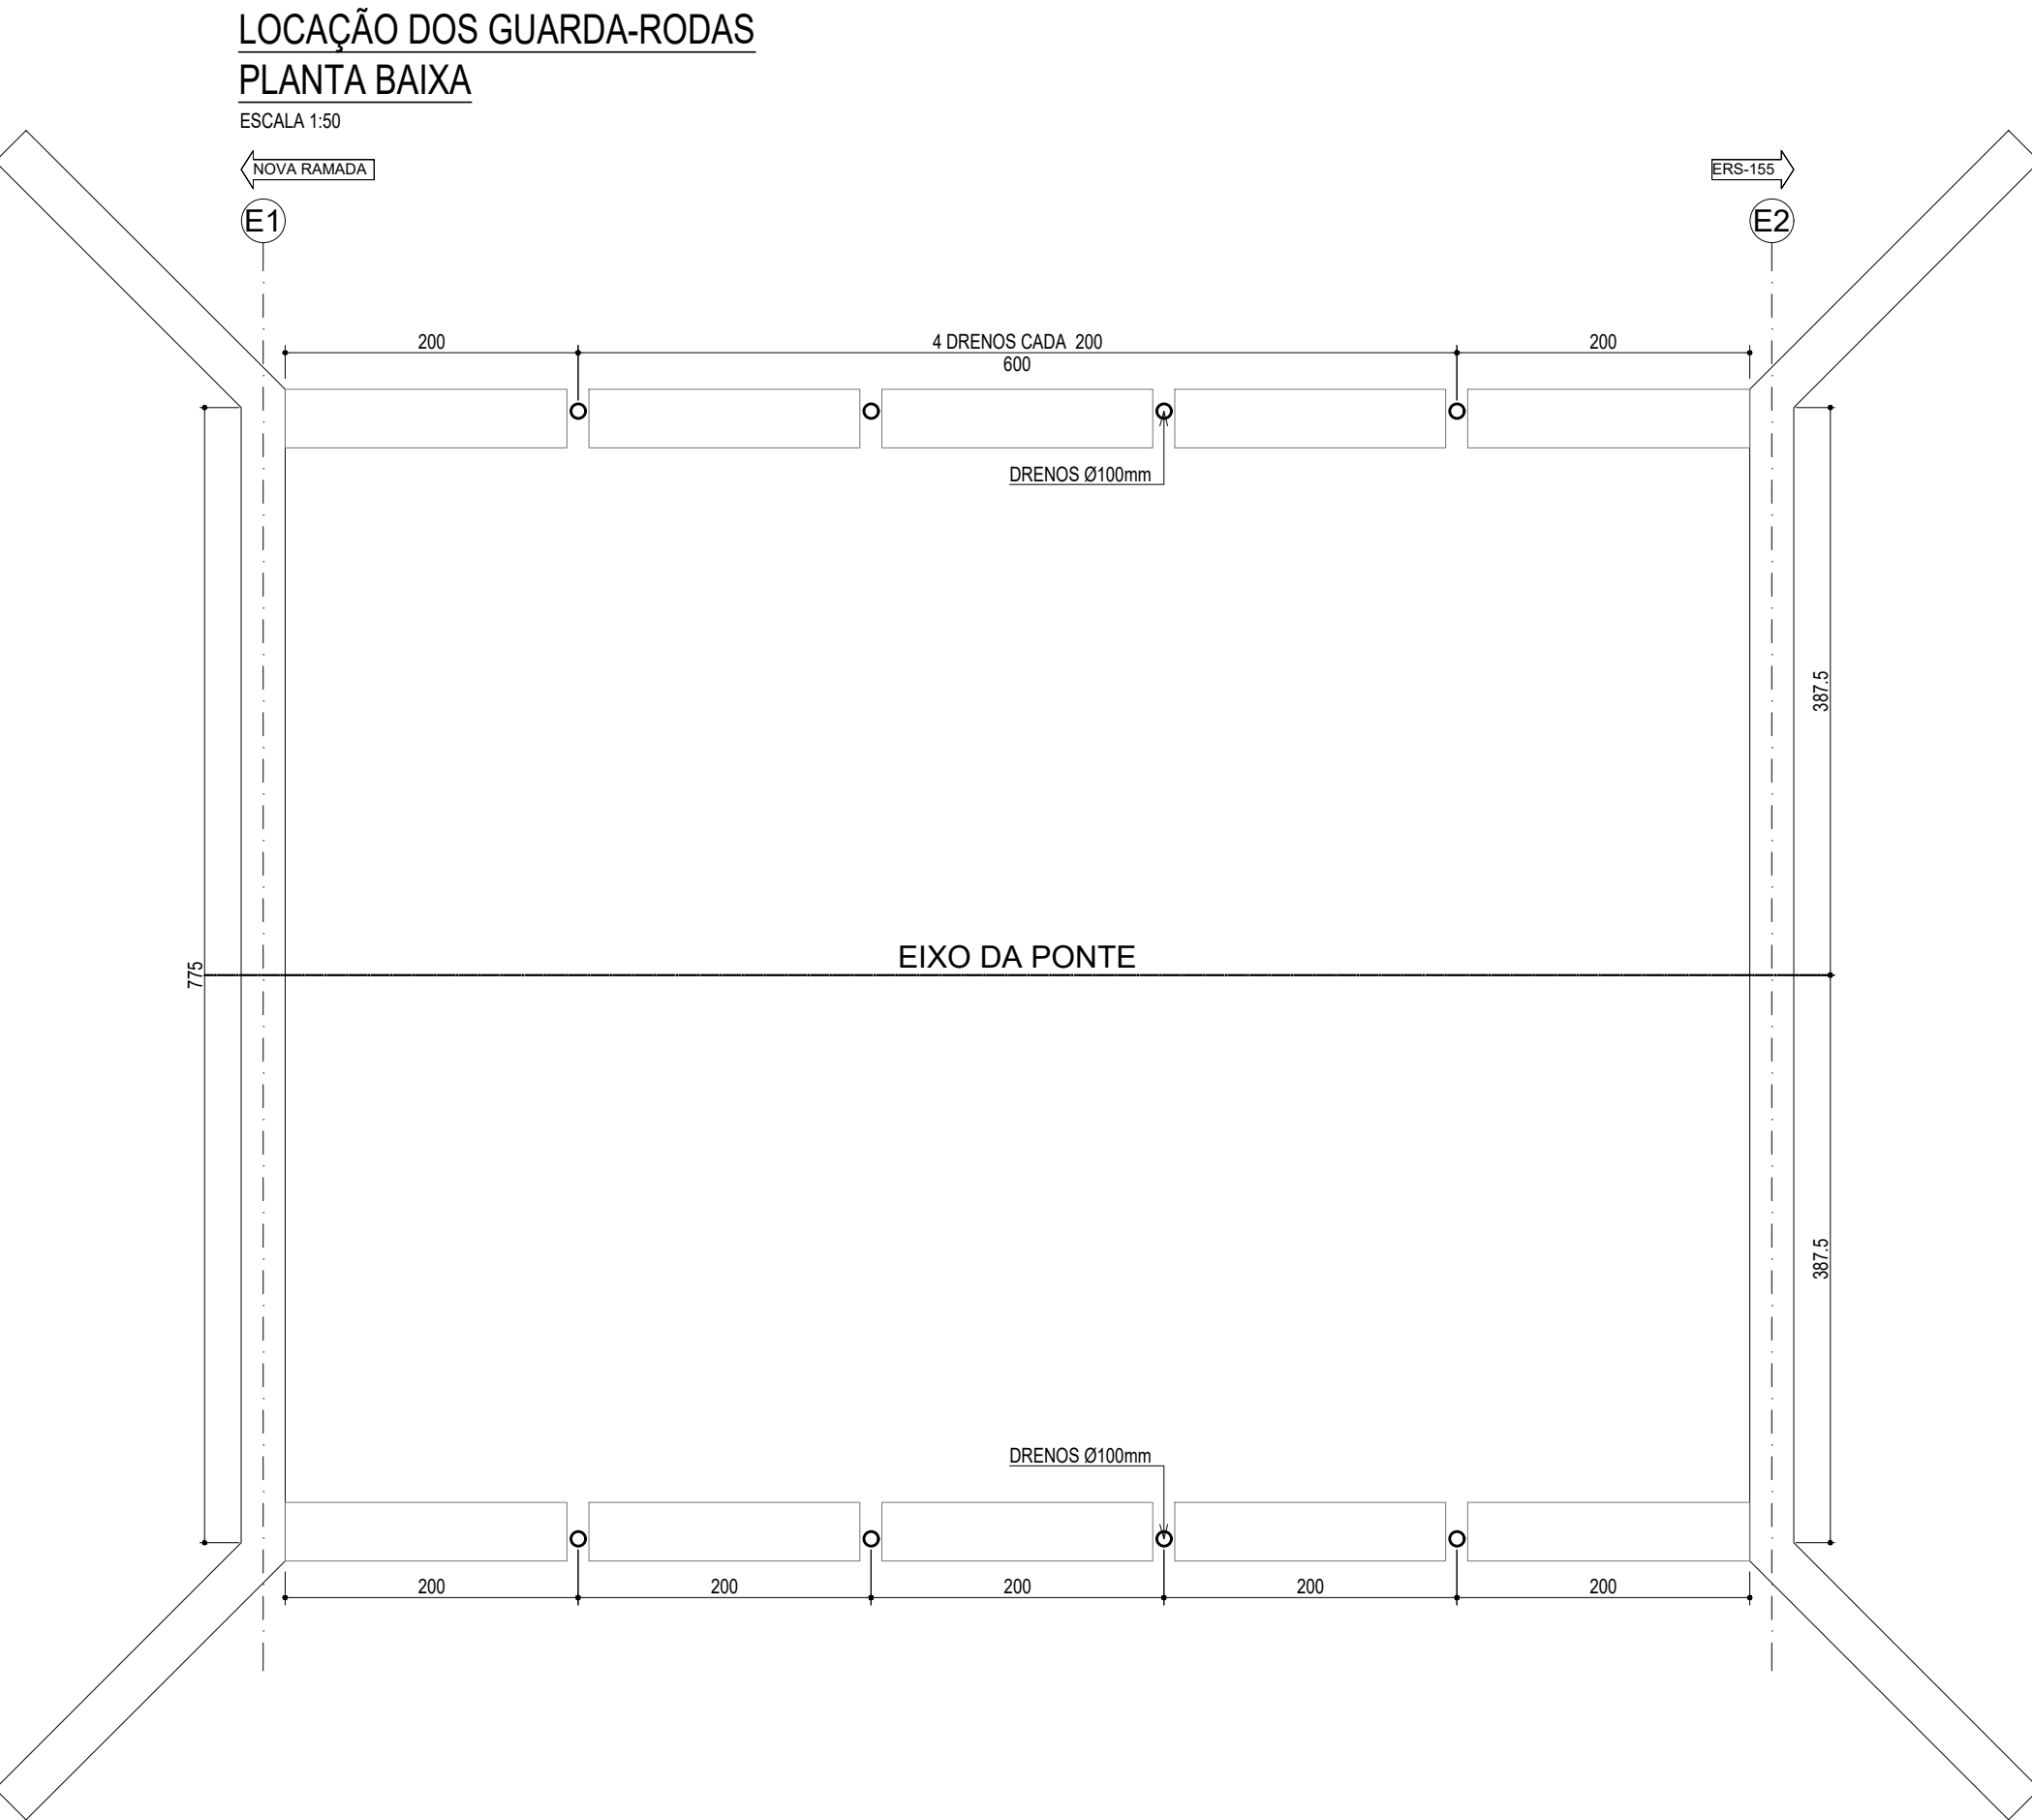 LOCAÇÃO DOS GUARDA-RODAS
PLANTA BAIXA
ESCALA 1:50
NOVA RAMADA
ERS-155
E1
E2
200
4 DRENOS CADA 200
200
600
DRENOS Ø100mm
387.5
EIXO DA PONTE
775
387.5
DRENOS Ø100mm
200
200
200
200
200